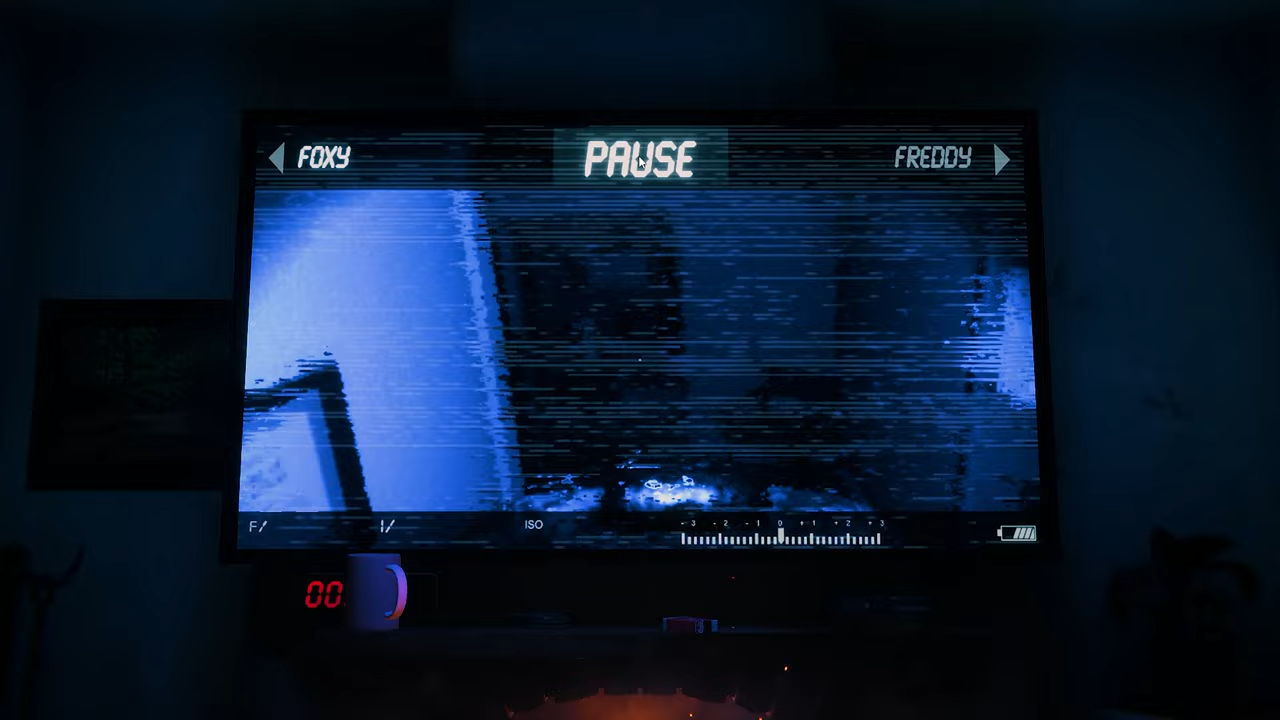 FOXY
PAUSE
FREDDY
F/
1/
ISO
-3 -2 -1 0 +1 +2 +3
00